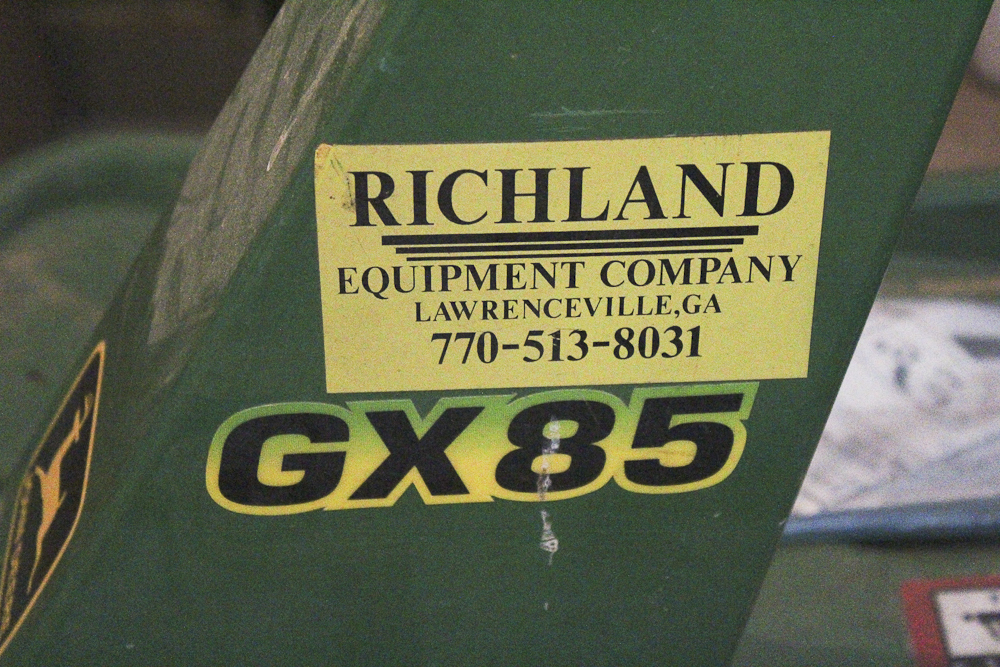 RICHLAND
EQUIPMENT COMPANY
LAWRENCEVILLE,GA
770-513-8031
GX85